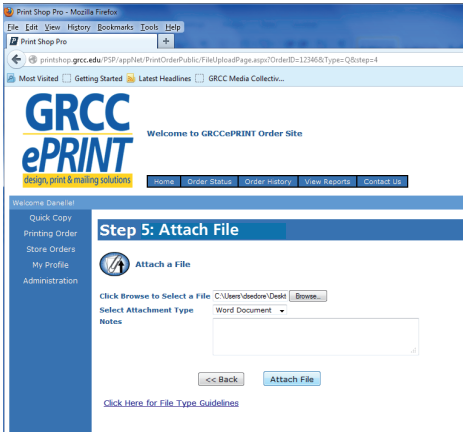 Print Shop Pro - Mozilla Firefox
File Edit View History Bookmarks Tools Help
Print Shop Pro +
printshop.grcc.edu/PSP/appNet/PrintOrderPublic/FileUploadPage.aspx?OrderID=12346&Type=Q&step=4
Most Visited Getting Started Latest Headlines GRCC Media Collectiv...
GRCC
ePRINT
design, print & mailing solutions
Welcome to GRCCePRINT Order Site
Home Order Status Order History View Reports Contact Us
Welcome Danielle!
Quick Copy
Printing Order
Store Orders
My Profile
Administration
Step 5: Attach File
Attach a File
Click Browse to Select a File C:\Users\dsedore\Deskt Browse...
Select Attachment Type Word Document
Notes
<< Back Attach File
Click Here for File Type Guidelines